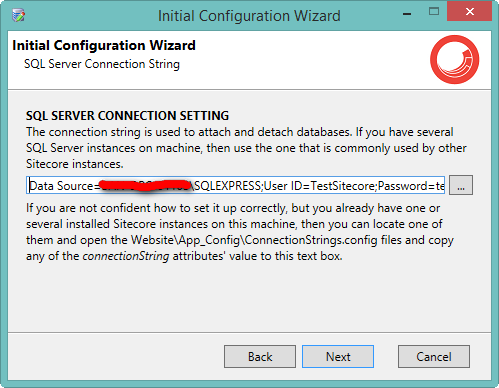 Initial Configuration Wizard
Initial Configuration Wizard
SQL Server Connection String
SQL SERVER CONNECTION SETTING
The connection string is used to attach and detach databases. If you have several
SQL Server instances on machine, then use the one that is commonly used by other
Sitecore instances.
Data Source= \SQLEXPRESS;User ID=TestSitecore;Password=te
...
If you are not confident how to set it up correctly, but you already have one or
several installed Sitecore instances on this machine, then you can locate one of
them and open the Website\App_Config\ConnectionStrings.config files and copy
any of the connectionString attributes' value to this text box.
Back
Next
Cancel